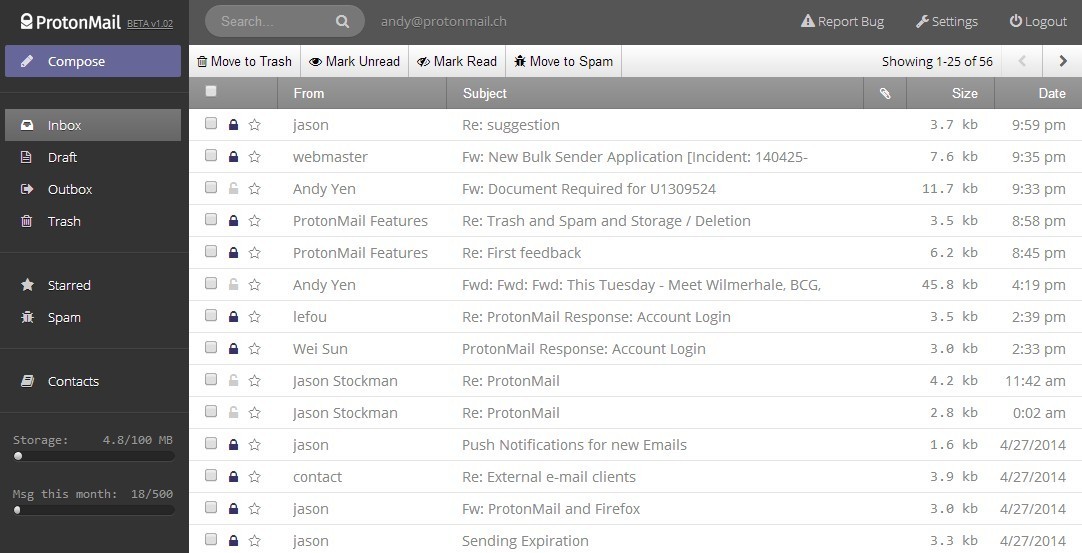 ProtonMail BETA v1.02
Search...
andy@protonmail.ch
Report Bug
Settings
Logout
Compose
Inbox
Draft
Outbox
Trash
Starred
Spam
Contacts
Storage: 4.8/100 MB
Msg this month: 18/500
Move to Trash Mark Unread Mark Read Move to Spam Showing 1-25 of 56
From Subject Size Date
jason Re: suggestion 3.7 kb 9:59 pm
webmaster Fw: New Bulk Sender Application [Incident: 140425- 7.6 kb 9:35 pm
Andy Yen Fw: Document Required for U1309524 11.7 kb 9:33 pm
ProtonMail Features Re: Trash and Spam and Storage / Deletion 3.5 kb 8:58 pm
ProtonMail Features Re: First feedback 6.2 kb 8:45 pm
Andy Yen Fwd: Fwd: Fwd: This Tuesday - Meet Wilmerhale, BCG, 45.8 kb 4:19 pm
lefou Re: ProtonMail Response: Account Login 3.5 kb 2:39 pm
Wei Sun ProtonMail Response: Account Login 3.0 kb 2:33 pm
Jason Stockman Re: ProtonMail 4.2 kb 11:42 am
Jason Stockman Re: ProtonMail 2.8 kb 0:02 am
jason Push Notifications for new Emails 1.6 kb 4/27/2014
contact Re: External e-mail clients 3.9 kb 4/27/2014
jason Fw: ProtonMail and Firefox 3.0 kb 4/27/2014
jason Sending Expiration 3.3 kb 4/27/2014